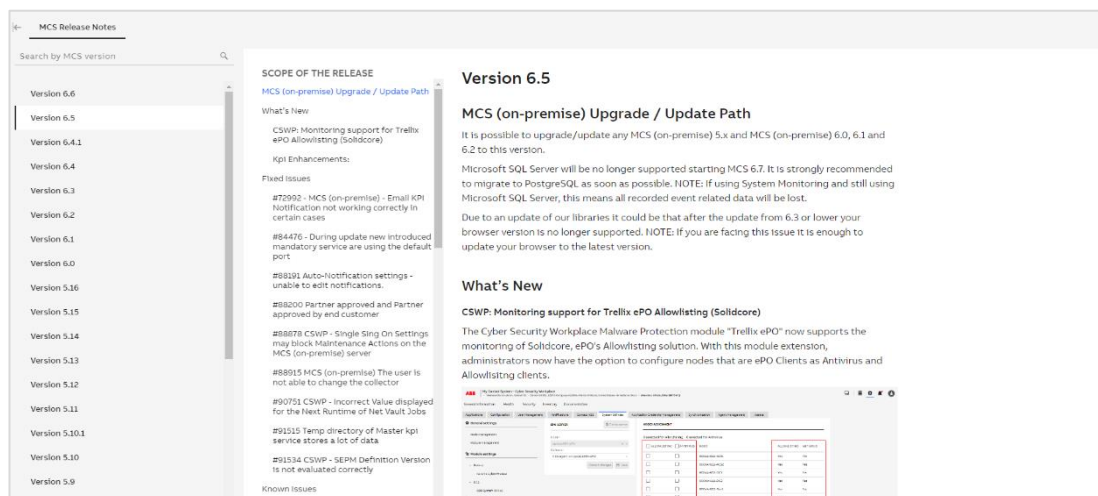 MCS Release Notes
Search by MCS version
Version 6.6
Version 6.5
Version 6.4.1
Version 6.4
Version 6.3
Version 6.2
Version 6.1
Version 6.0
Version 5.16
Version 5.15
Version 5.14
Version 5.13
Version 5.12
Version 5.11
Version 5.10.1
Version 5.10
Version 5.9
SCOPE OF THE RELEASE
MCS (on-premise) Upgrade / Update Path
What's New
CSWP: Monitoring support for Trellix
ePO Allowlisting (Solidcore)
Kpi Enhancements:
Fixed Issues
#72992 - MCS (on-premise) - Email KPI
Notification not working correctly in
certain cases
#84476 - During update new introduced
mandatory service are using the default
port
#88191 Auto-Notification settings -
unable to edit notifications.
#88200 Partner approved and Partner
approved by end customer
#88878 CSWP - Single Sing On Settings
may block Maintenance Actions on the
MCS (on-premise) server
#88915 MCS (on-premise) The user is
not able to change the collector
#90751 CSWP - Incorrect Value displayed
for the Next Runtime of Net Vault Jobs
#91515 Temp directory of Master kpi
service stores a lot of data
#91534 CSWP - SEPM Definition Version
is not evaluated correctly
Known Issues
Version 6.5
MCS (on-premise) Upgrade / Update Path
It is possible to upgrade/update any MCS (on-premise) 5.x and MCS (on-premise) 6.0, 6.1 and
6.2 to this version.
Microsoft SQL Server will be no longer supported starting MCS 6.7. It is strongly recommended
to migrate to PostgreSQL as soon as possible. NOTE: If using System Monitoring and still using
Microsoft SQL Server, this means all recorded event related data will be lost.
Due to an update of our libraries it could be that after the update from 6.3 or lower your
browser version is no longer supported. NOTE: If you are facing this issue it is enough to
update your browser to the latest version.
What's New
CSWP: Monitoring support for Trellix ePO Allowlisting (Solidcore)
The Cyber Security Workplace Malware Protection module "Trellix ePO" now supports the
monitoring of Solidcore, ePO's Allowlisting solution. With this module extension,
administrators now have the option to configure nodes that are ePO Clients as Antivirus and
Allowlisitng clients.
ABB